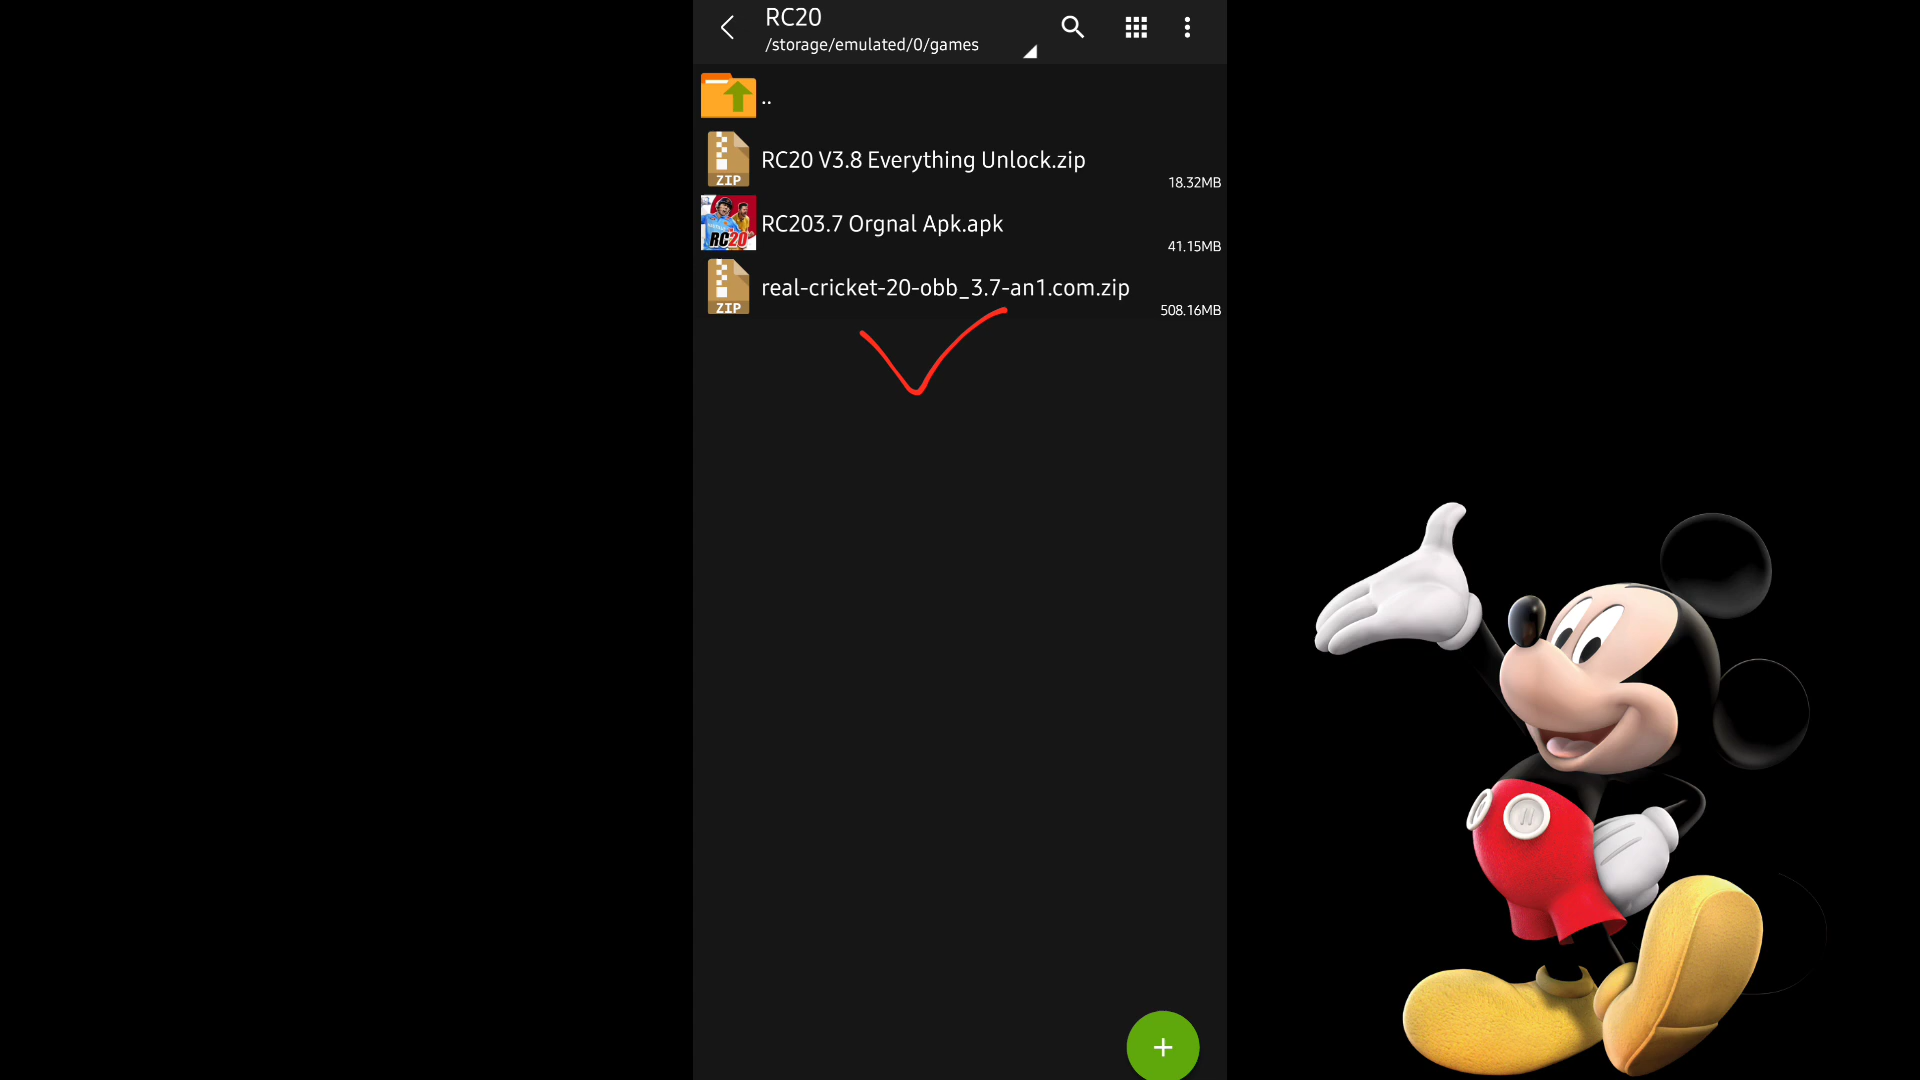 RC20
/storage/emulated/0/games
..
ZIP
RC20 V3.8 Everything Unlock.zip
18.32MB
RC20
RC203.7 Orgnal Apk.apk
41.15MB
ZIP
real-cricket-20-obb_3.7-an1.com.zip
508.16MB